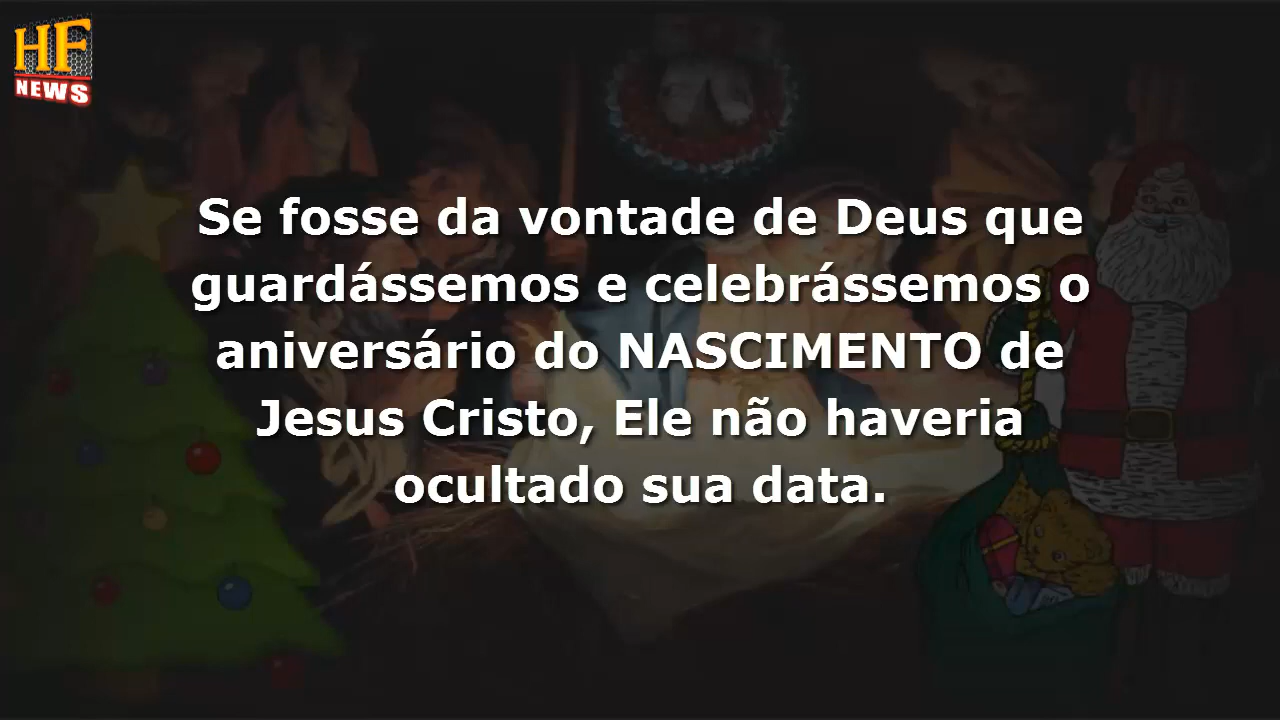 HF
NEWS
Se fosse da vontade de Deus que
guardássemos e celebrássemos o
aniversário do NASCIMENTO de
Jesus Cristo, Ele não haveria
ocultado sua data.